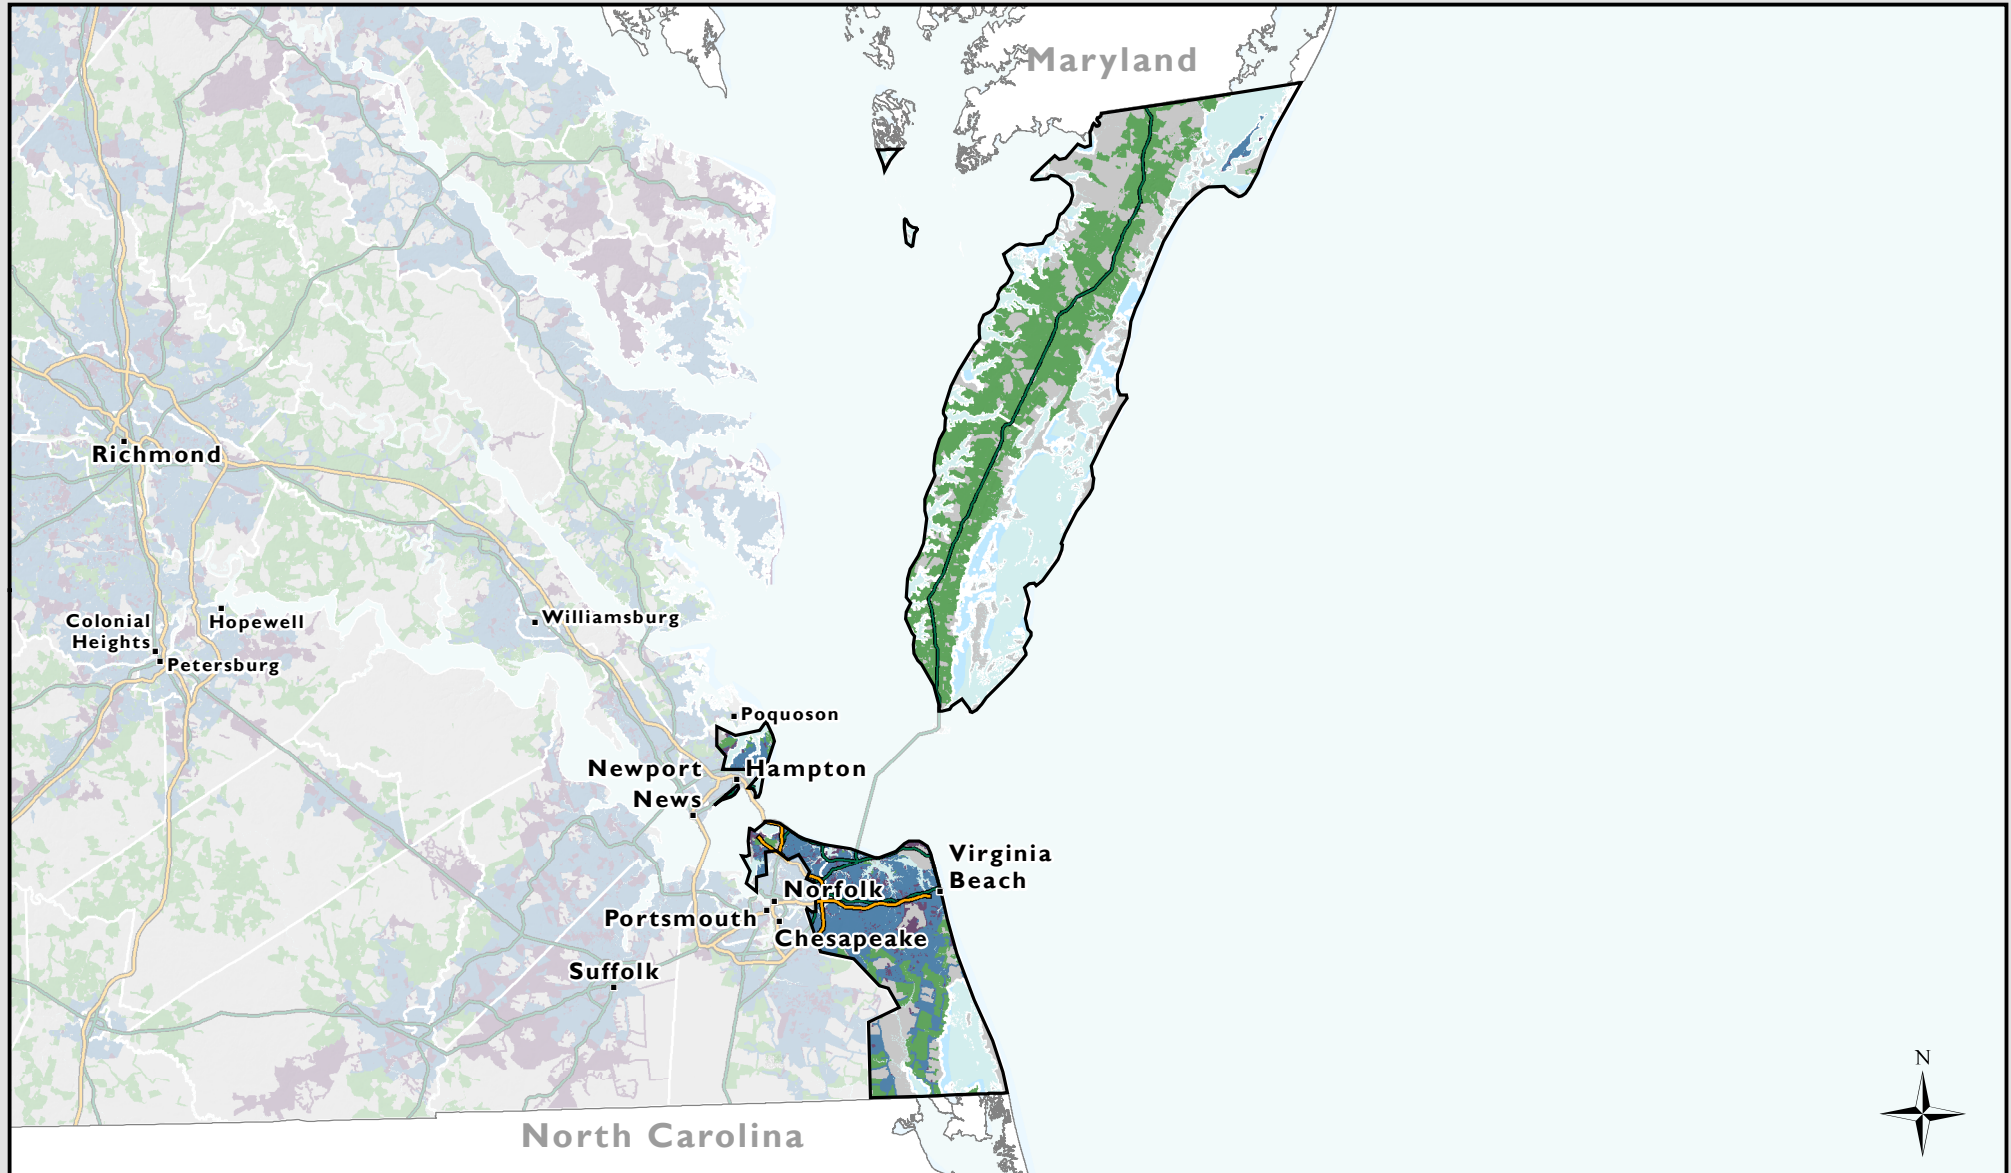 Maryland
Richmond
Colonial
Heights
Hopewell
Petersburg
Williamsburg
Poquoson
Newport
News
Hampton
Virginia
Beach
Norfolk
Portsmouth
Chesapeake
Suffolk
N
North Carolina